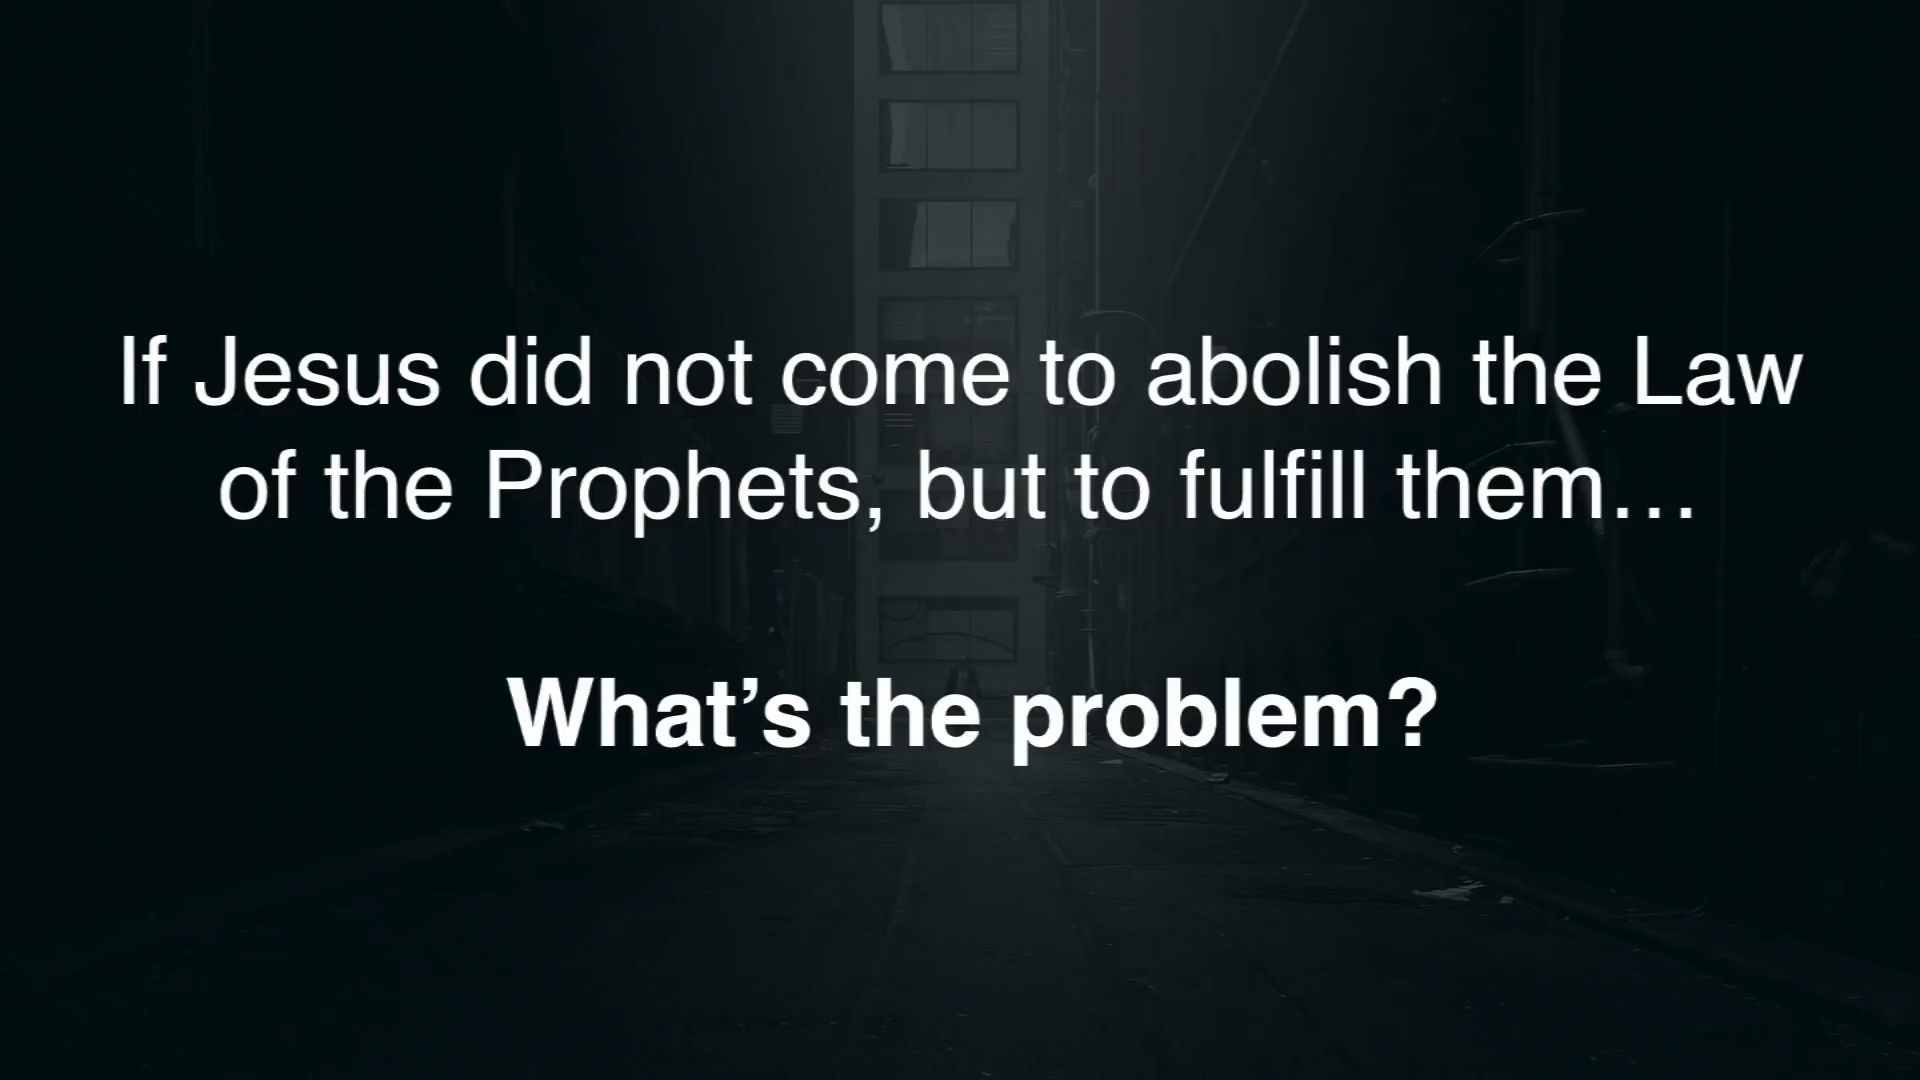 If Jesus did not come to abolish the Law
of the Prophets, but to fulfill them…
What’s the problem?